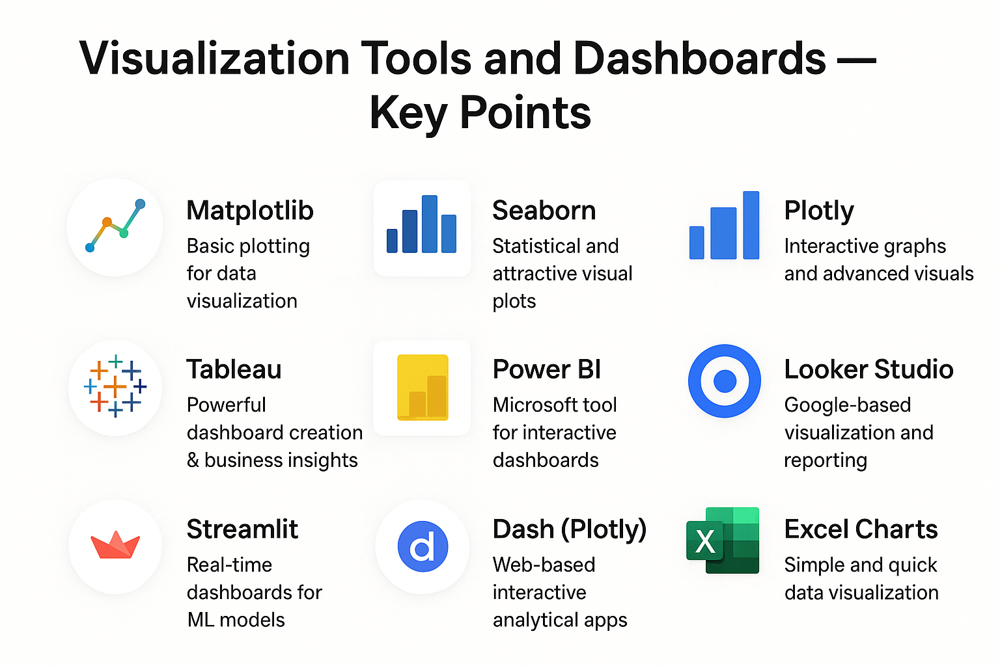 Visualization Tools and Dashboards —
Key Points
Matplotlib
Basic plotting
for data
visualization
Seaborn
Statistical and
attractive visual
plots
Plotly
Interactive graphs
and advanced visuals
Tableau
Powerful
dashboard creation
& business insights
Power BI
Microsoft tool
for interactive
dashboards
Looker Studio
Google-based
visualization and
reporting
Streamlit
Real-time
dashboards for
ML models
d
Dash (Plotly)
Web-based
interactive
analytical apps
X
Excel Charts
Simple and quick
data visualization